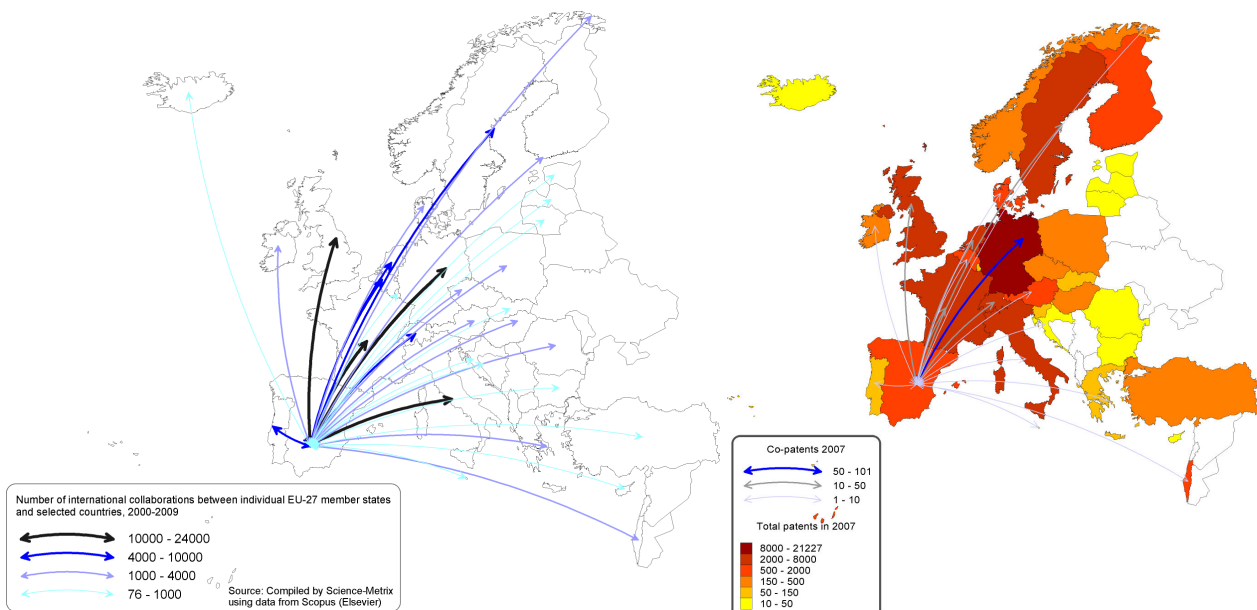 Number of international collaborations between individual EU-27 member states
and selected countries, 2000-2009
10000 - 24000
4000 - 10000
1000 - 4000
76 - 1000
Source: Compiled by Science-Metrix
using data from Scopus (Elsevier)
Co-patents 2007
50 - 101
10 - 50
1 - 10
Total patents in 2007
8000 - 21227
2000 - 8000
500 - 2000
150 - 500
50 - 150
10 - 50